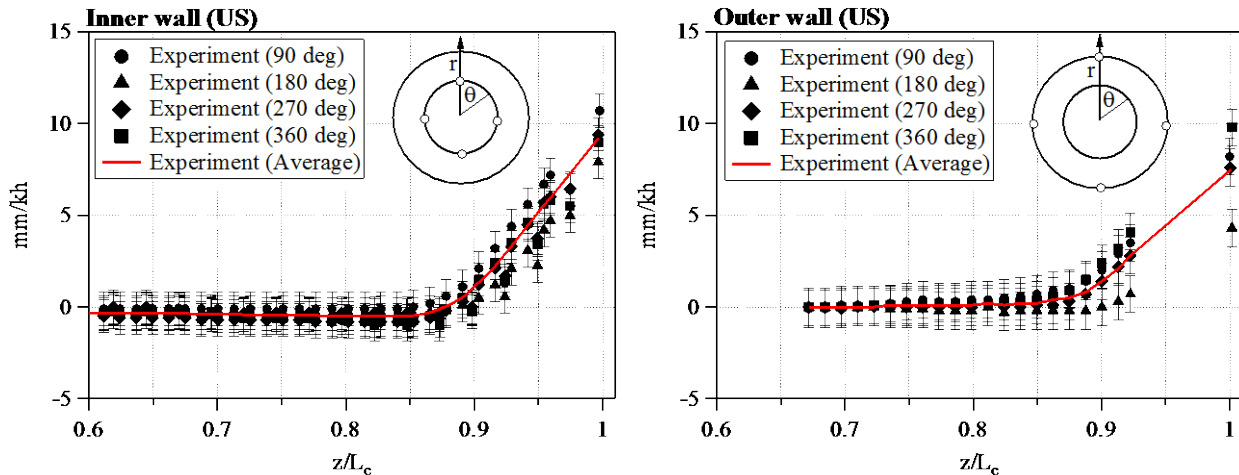 Inner wall (US)
Experiment (90 deg)
Experiment (180 deg)
Experiment (270 deg)
Experiment (360 deg)
Experiment (Average)
r
θ
mm/kh
15
10
5
0
-5
0.6
0.7
0.8
0.9
1
z/Lc
Outer wall (US)
Experiment (90 deg)
Experiment (180 deg)
Experiment (270 deg)
Experiment (360 deg)
Experiment (Average)
r
θ
mm/kh
15
10
5
0
-5
0.6
0.7
0.8
0.9
1
z/Lc